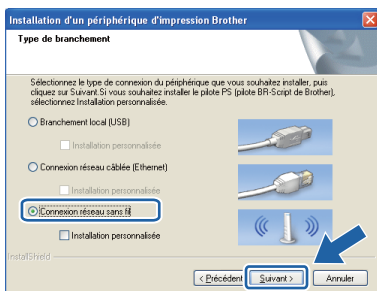 Installation d'un périphérique d'impression Brother
Type de branchement
Sélectionnez le type de connexion du périphérique que vous souhaitez installer, puis
cliquez sur Suivant.Si vous souhaitez installer le pilote PS (pilote BR-Script de Brother),
sélectionnez Installation personnalisée.
Branchement local (USB)
Installation personnalisée
Connexion réseau câblée (Ethernet)
Installation personnalisée
Connexion réseau sans fil
Installation personnalisée
InstallShield
< Précédent
Suivant >
Annuler